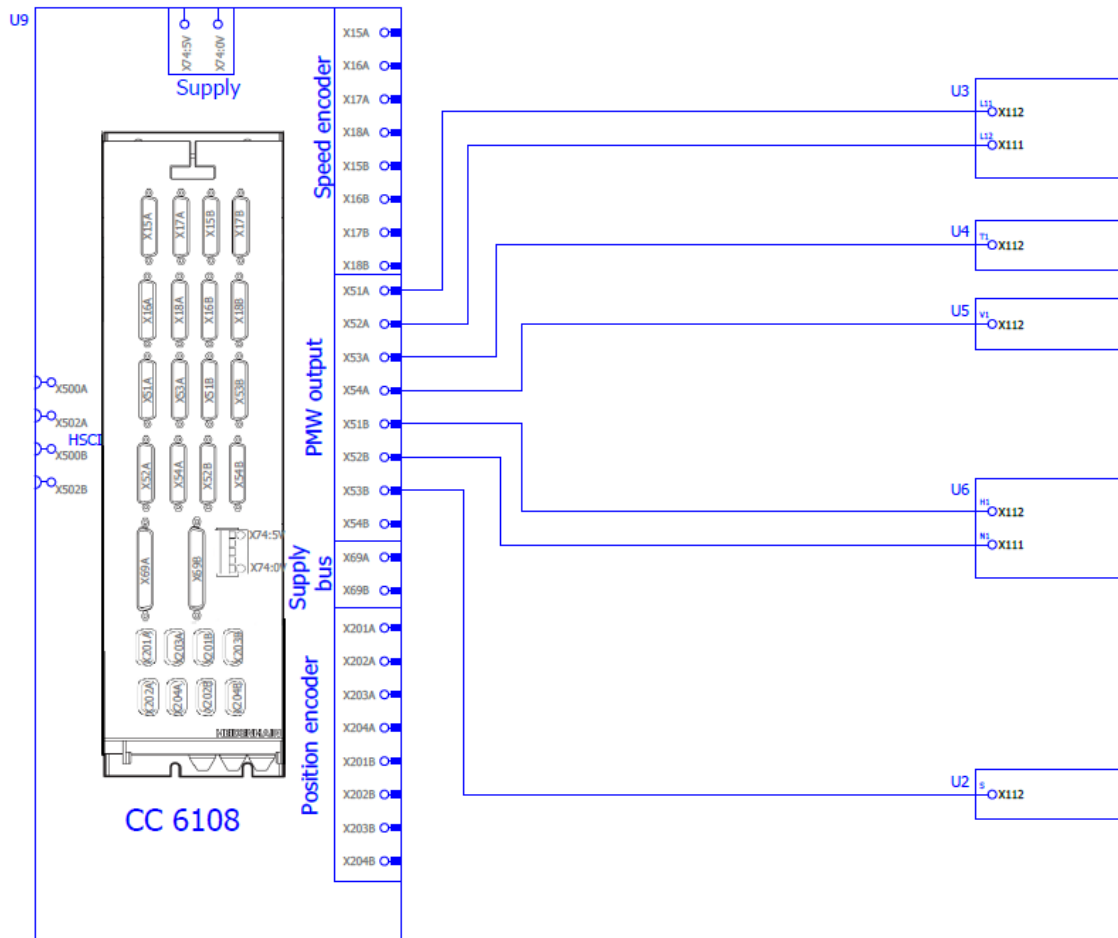 U9
X74:5V
X74:0V
Supply
X15A
X16A
X17A
X18A
X15B
X16B
X17B
X18B
Speed encoder
X51A
X52A
X53A
X54A
X51B
X52B
X53B
X54B
PMW output
X69A
X69B
Supply
bus
X201A
X202A
X203A
X204A
X201B
X202B
X203B
X204B
Position encoder
X500A
X502A
HSCI
X500B
X502B
X15A
X17A
X15B
X17B
X16A
X18A
X16B
X18B
X51A
X53A
X51B
X53B
X52A
X54A
X52B
X54B
X69A
X69B
X74:5V
X74:0V
X201A
X203A
X201B
X203B
X202A
X204A
X202B
X204B
HEIDENHAIN
CC 6108
U3
L11
X112
L12
X111
U4
T1
X112
U5
V1
X112
U6
H1
X112
N1
X111
U2
S
X112